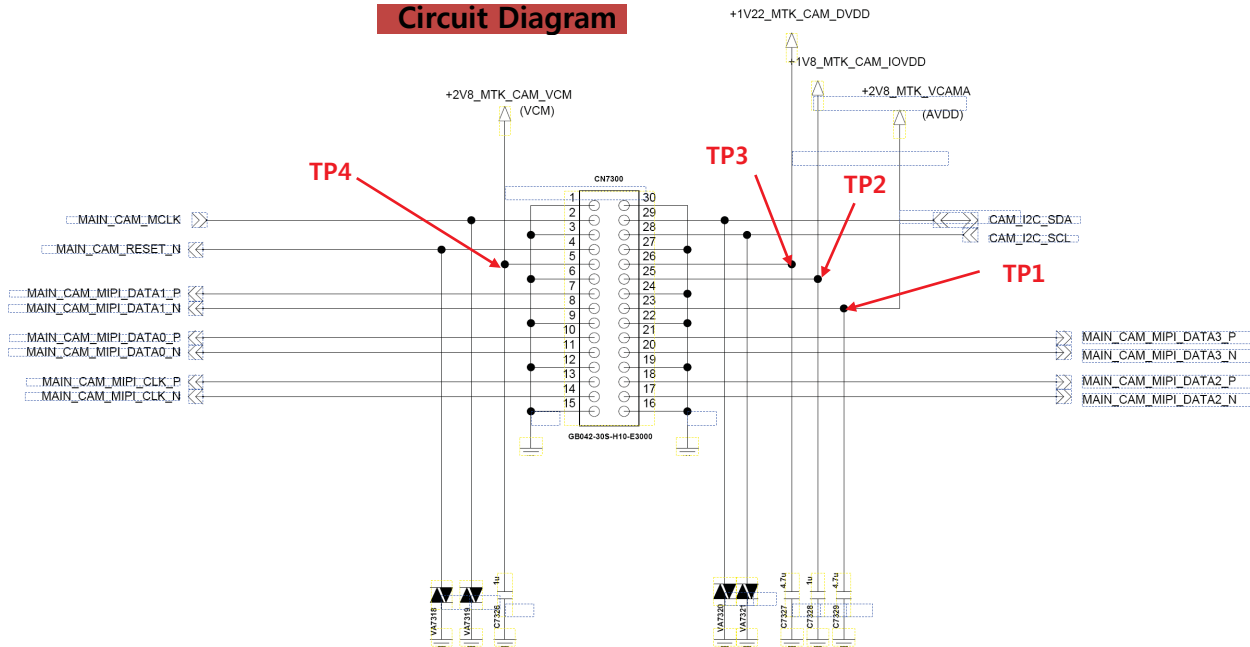 Circuit Diagram
+1V22_MTK_CAM_DVDD
+1V8_MTK_CAM_IOVDD
+2V8_MTK_CAM_VCM
(VCM)
+2V8_MTK_VCAMA
(AVDD)
TP4
TP3
TP2
TP1
CN7300
1 30
2 29
3 28
4 27
5 26
6 25
7 24
8 23
9 22
10 21
11 20
12 19
13 18
14 17
15 16
GB042-30S-H10-E3000
MAIN_CAM_MCLK
MAIN_CAM_RESET_N
MAIN_CAM_MIPI_DATA1_P
MAIN_CAM_MIPI_DATA1_N
MAIN_CAM_MIPI_DATA0_P
MAIN_CAM_MIPI_DATA0_N
MAIN_CAM_MIPI_CLK_P
MAIN_CAM_MIPI_CLK_N
CAM_I2C_SDA
CAM_I2C_SCL
MAIN_CAM_MIPI_DATA3_P
MAIN_CAM_MIPI_DATA3_N
MAIN_CAM_MIPI_DATA2_P
MAIN_CAM_MIPI_DATA2_N
VA7318
VA7319
1u
C7326
VA7320
VA7321
4.7u
C7327
1u
C7328
4.7u
C7329